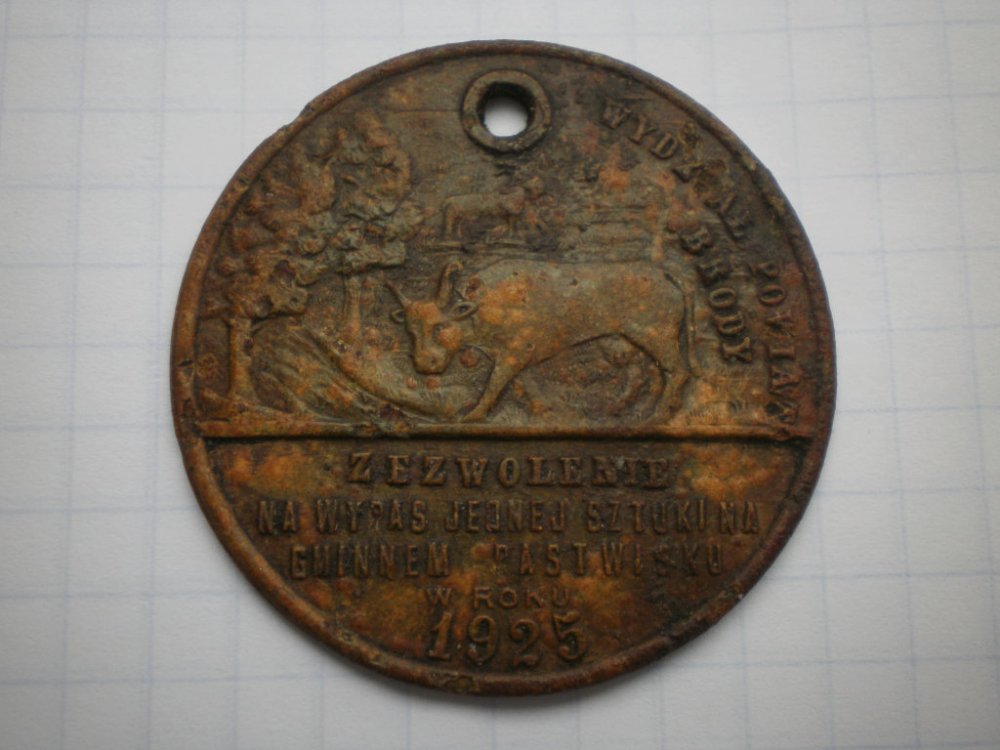 WYDZIAŁ POWIAT.
BRODY
ZEZWOLENIE
NA WYPAS JEDNEJ SZTUKI NA
GMINNEM PASTWISKU
W ROKU
1925